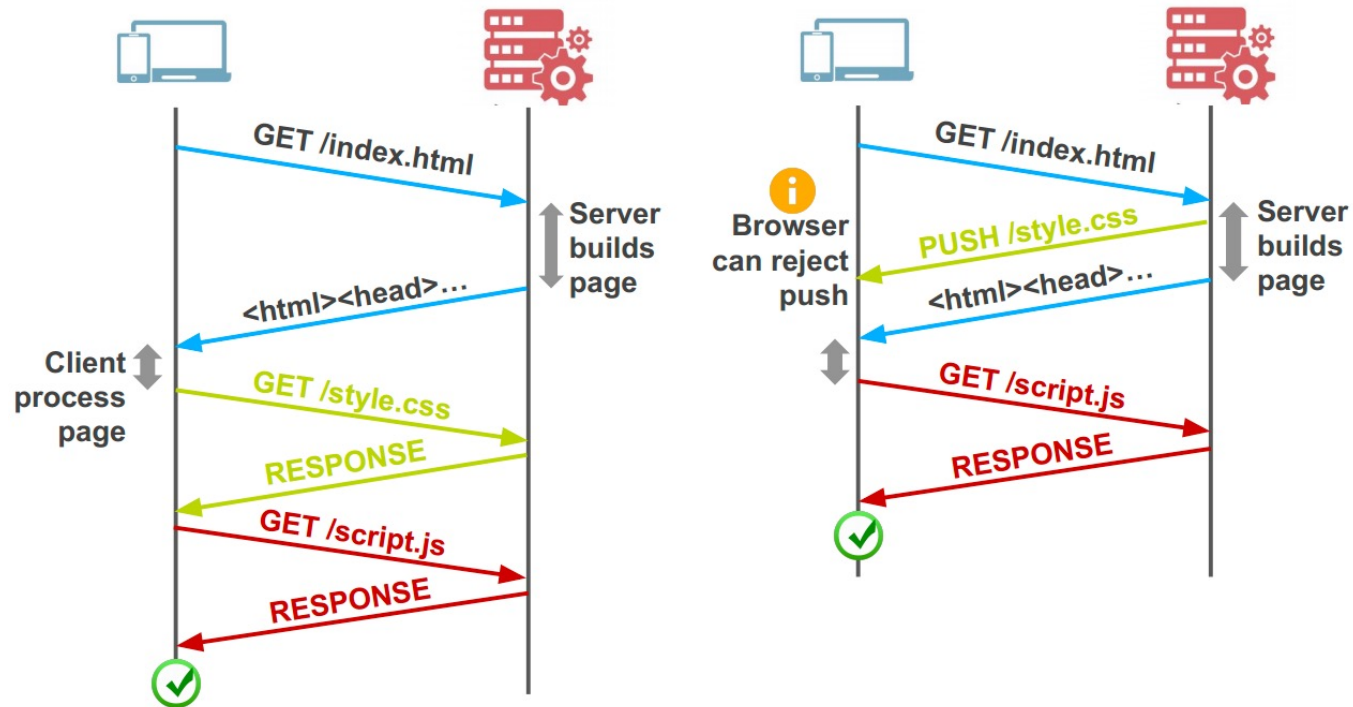 GET /index.html
Server
builds
page
<html><head>...
Client
process
page
GET /style.css
RESPONSE
GET /script.js
RESPONSE
GET /index.html
i
Browser
can reject
push
PUSH /style.css
Server
builds
page
<html><head>...
GET /script.js
RESPONSE